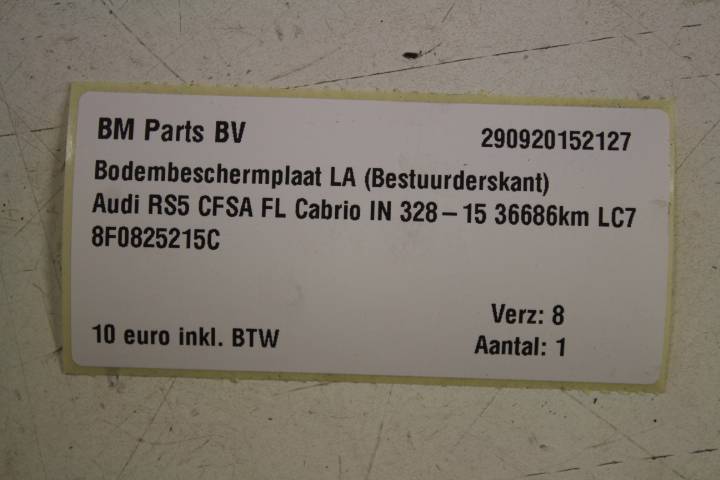 BM Parts BV 290920152127
Bodembeschermplaat LA (Bestuurderskant)
Audi RS5 CFSA FL Cabrio IN 328-15 36686km LC7
8F0825215C
Verz: 8
10 euro inkl. BTW Aantal: 1